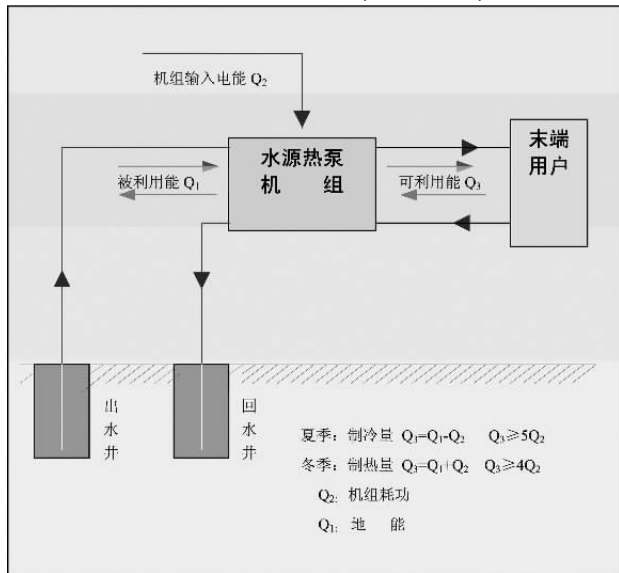 机组输入电能 Q₂
水源热泵
机 组
末端
用户
被利用能 Q₁
可利用能 Q₃
出水井
回水井
夏季：制冷量 Q₃=Q₁-Q₂ Q₃≥5Q₂
冬季：制热量 Q₃=Q₁+Q₂ Q₃≥4Q₂
Q₂: 机组耗功
Q₁: 地 能